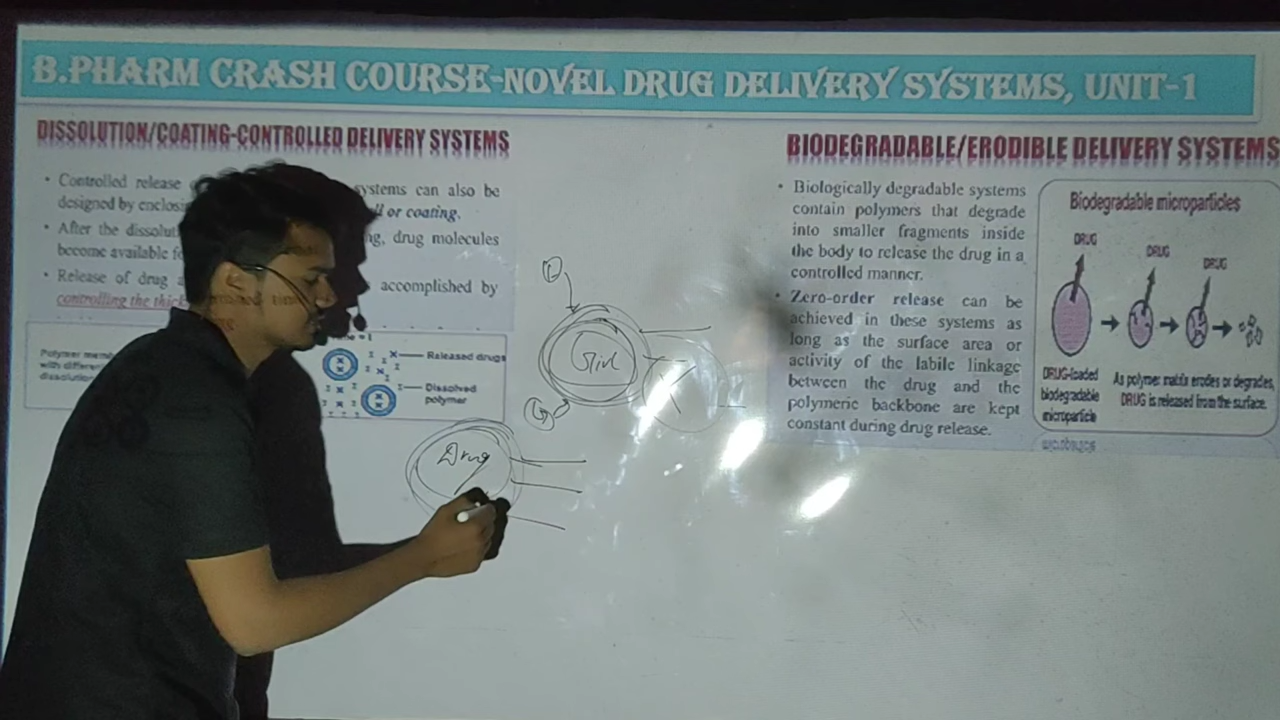 B.PHARM CRASH COURSE-NOVEL DRUG DELIVERY SYSTEMS, UNIT-1
DISSOLUTION/COATING-CONTROLLED DELIVERY SYSTEMS
• Controlled release systems can also be
designed by or coating.
• After the drug molecules
become available
• Release of drug accomplished by
controlling the
Released drugs
Dissolved
polymer
Drug
BIODEGRADABLE/ERODIBLE DELIVERY SYSTEMS
• Biologically degradable systems
contain polymers that degrade
into smaller fragments inside
the body to release the drug in a
controlled manner.
• Zero-order release can be
achieved in these systems as
long as the surface area or
activity of the labile linkage
between the drug and the
polymeric backbone are kept
constant during drug release.
Biodegradable microparticles
DRUG
DRUG
DRUG
DRUG-loaded
biodegradable
microparticle
As polymer matrix erodes or degrades,
DRUG is released from the surface.